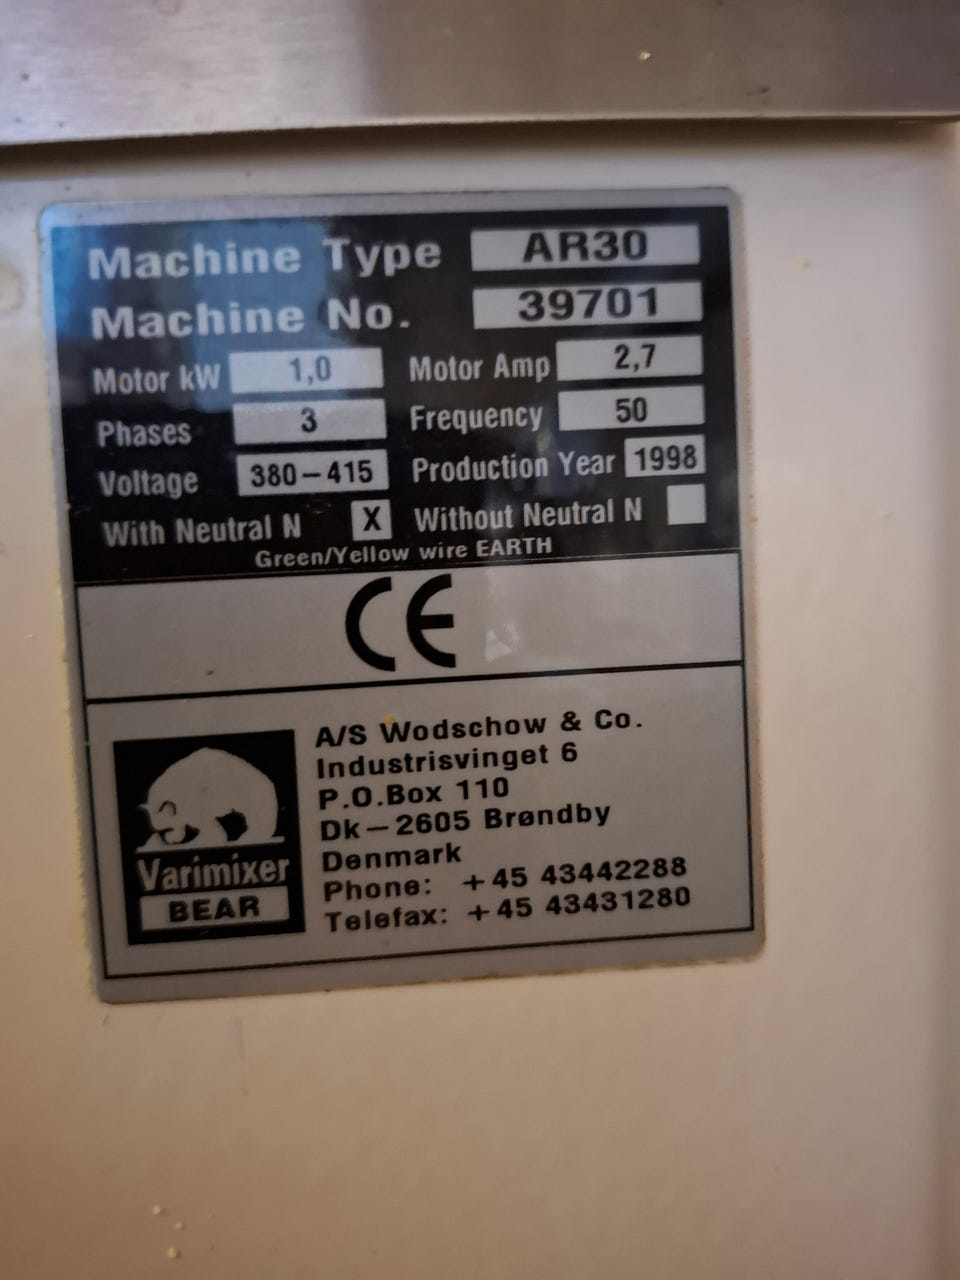 Machine Type AR30
Machine No. 39701
Motor kW 1,0 Motor Amp 2,7
Phases 3 Frequency 50
Voltage 380-415 Production Year 1998
With Neutral N X Without Neutral N
Green/Yellow wire EARTH
CE
A/S Wodschow & Co.
Industrisvinget 6
P.O.Box 110
Dk-2605 Brøndby
Denmark
Phone: +45 43442288
Telefax: +45 43431280
Varimixer
BEAR